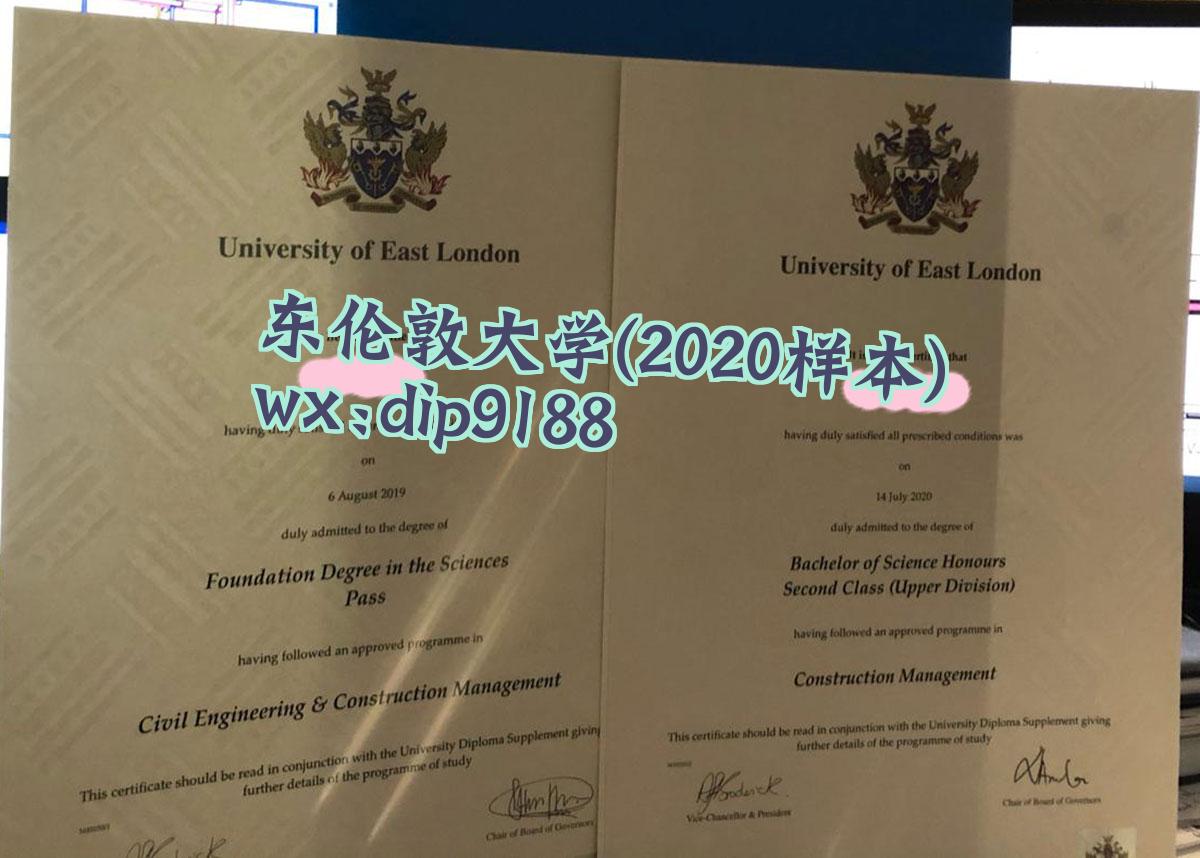 University of East London
having
on
6 August 2019
duly admitted to the degree of
Foundation Degree in the Sciences
Pass
having followed an approved programme in
Civil Engineering & Construction Management
This certificate should be read in conjunction with the University Diploma Supplement giving
further details of the programme of study
Chair of Board of Governors
University of East London
that
having duly satisfied all prescribed conditions was
on
14 July 2020
duly admitted to the degree of
Bachelor of Science Honours
Second Class (Upper Division)
having followed an approved programme in
Construction Management
This certificate should be read in conjunction with the University Diploma Supplement giving
further details of the programme of study
Vice-Chancellor & President
Chair of Board of Governors
东伦敦大学(2020样本)
wx:dip9188